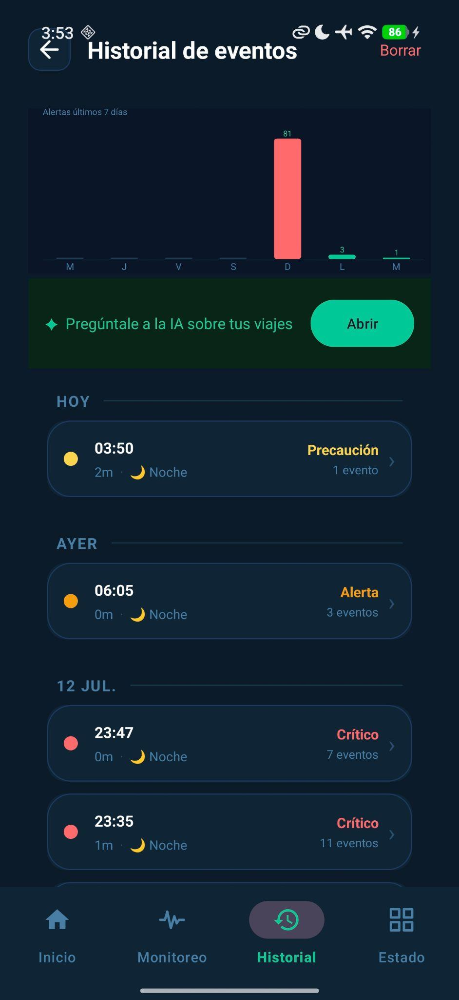 3:53
86
Historial de eventos
Borrar
Alertas últimos 7 días
81
3
1
M J V S D L M
Pregúntale a la IA sobre tus viajes
Abrir
HOY
03:50
Precaución
2m · Noche
1 evento
AYER
06:05
Alerta
0m · Noche
3 eventos
12 JUL.
23:47
Crítico
0m · Noche
7 eventos
23:35
Crítico
1m · Noche
11 eventos
Inicio
Monitoreo
Historial
Estado